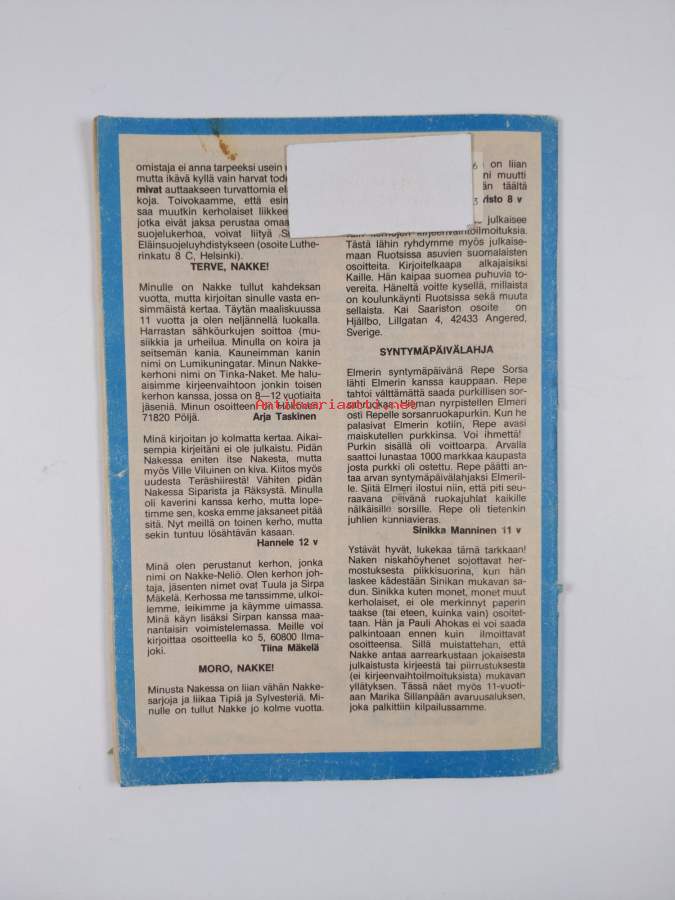 omistaja ei anna tarpeeksi usein
mutta ikävä kyllä vain harvat
mivat auttaakseen turvattomia
koja. Toivokaamme, että
saa muutkin kerholaiset
jotka eivät jaksa perustaa
suojelukerhoa, voivat liityä
Eläinsuojeluyhdistykseen (osoite Luthe-
rinkatu 8 C, Helsinki).
TERVE, NAKKE!
Minulle on Nakke tullut kahdeksan
vuotta, mutta kirjoitan sinulle vasta en-
simmäistä kertaa. Täytän maaliskuussa
11 vuotta ja olen neljännellä luokalla.
Harrastan sähköurkujen soittoa (mu-
siikkia ja urheilua. Minulla on koira ja
seitsemän kania. Kauneimman kanin
nimi on Lumikuningatar. Minun Nakke-
kerhoni nimi on Tinka-Naket. Me halu-
aisimme kirjeenvaihtoon jonkin toisen
kerhon kanssa, jossa on 8—12 vuotiaita
jäseniä. Minun osoitteeni on
71820 Pöljä. Arja Taskinen
Minä kirjoitan jo kolmatta kertaa. Aikai-
sempia kirjeitäni ei ole julkaistu. Pidän
Nakessa eniten itse Nakesta, mutta
myös Ville Viluinen on kiva. Kiitos myös
uudesta Teräshiirestä! Vähiten pidän
Nakessa Siparista ja Räksystä. Minulla
oli kaverini kanssa kerho, mutta lope-
timme sen, koska emme jaksaneet pitää
sitä. Nyt meillä on toinen kerho, mutta
sekin tuntuu lösähtävän kasaan.
Hannele 12 v
Minä olen perustanut kerhon, jonka
nimi on Nakke-Neliö. Olen kerhon joh-
taja, jäsenten nimet ovat Tuula ja Sirpa
Mäkelä. Kerhossa me tanssimme, ulkoi-
lemme, leikimme ja käymme uimassa.
Minä käyn lisäksi Sirpan kanssa maa-
nantaisin voimistelemassa. Meille voi
kirjoittaa osoitteella ko 5, 60800 Ilma-
joki. Tiina Mäkelä
MORO, NAKKE!
Minusta Nakessa on liian vähän Nakke-
sarjoja ja liikaa Tipiä ja Sylvesteriä. Mi-
nulle on tullut Nakke jo kolme vuotta.
on liian
ni muutti
än täältä
risto 8 v
julkaisee
kirjeenvaihtoilmoituksia.
Tästä lähin ryhdymme myös julkaise-
maan Ruotsissa asuvien suomalaisten
osoitteita. Kirjoitelkaapa alkajaisiksi
Kaille. Hän kaipaa suomea puhuvia to-
vereita. Häneltä voitte kysellä, millaista
on koulunkäynti Ruotsissa sekä muuta
sellaista. Kai Saariston osoite on
Hjällbo, Lillgatan 4, 42433 Angered,
Sverige.
SYNTYMÄPÄIVÄLAHJA
Elmerin syntymäpäivänä Repe Sorsa
lähti Elmerin kanssa kauppaan. Repe
tahtoi välttämättä saada purkillisen sor-
sanruokaa. Hieman nyrpistellen Elmeri
osti Repelle sorsanruokapurkin. Kun he
palasivat Elmerin kotiin, Repe avasi
maiskutellen purkkinsa. Voi ihmettä!
Purkin sisällä oli voittoarpa. Arvalla
saattoi lunastaa 1000 markkaa kaupasta
josta purkki oli ostettu. Repe päätti an-
taa arvan syntymäpäivälahjaksi Elmeril-
le. Sjitä Elmeri ilostui niin, että piti seu-
raavana päivänä ruokajuhlat kaikille
nälkäisille sorsille. Repe oli tietenkin
juhlien kunniavieras.
Sinikka Manninen 11 v
Ystävät hyvät, lukekaa tämä tarkkaan!
Naken niskahöyhenet sojottavat her-
mostuksesta piikkisuorina, kun hän
laskee kädestään Sinikan mukavan sa-
dun. Sinikka kuten monet, monet muut
kerholaiset, ei ole merkinnyt paperin
taakse (tai eteen, kuinka vain) osoitet-
taan. Hän ja Pauli Ahokas ei voi saada
palkintoaan ennen kuin ilmoittavat
osoitteensa. Sillä muistattehan, että
Nakke antaa aarrearkustaan jokaisesta
julkaistusta kirjeestä tai piirrustuksesta
(ei kirjeenvaihtoilmoituksista) mukavan
yllätyksen. Tässä näet myös 11-vuoti-
aan Marika Sillanpään avaruusaluksen,
joka palkittiin kilpailussamme.
Antikvariaattini.net